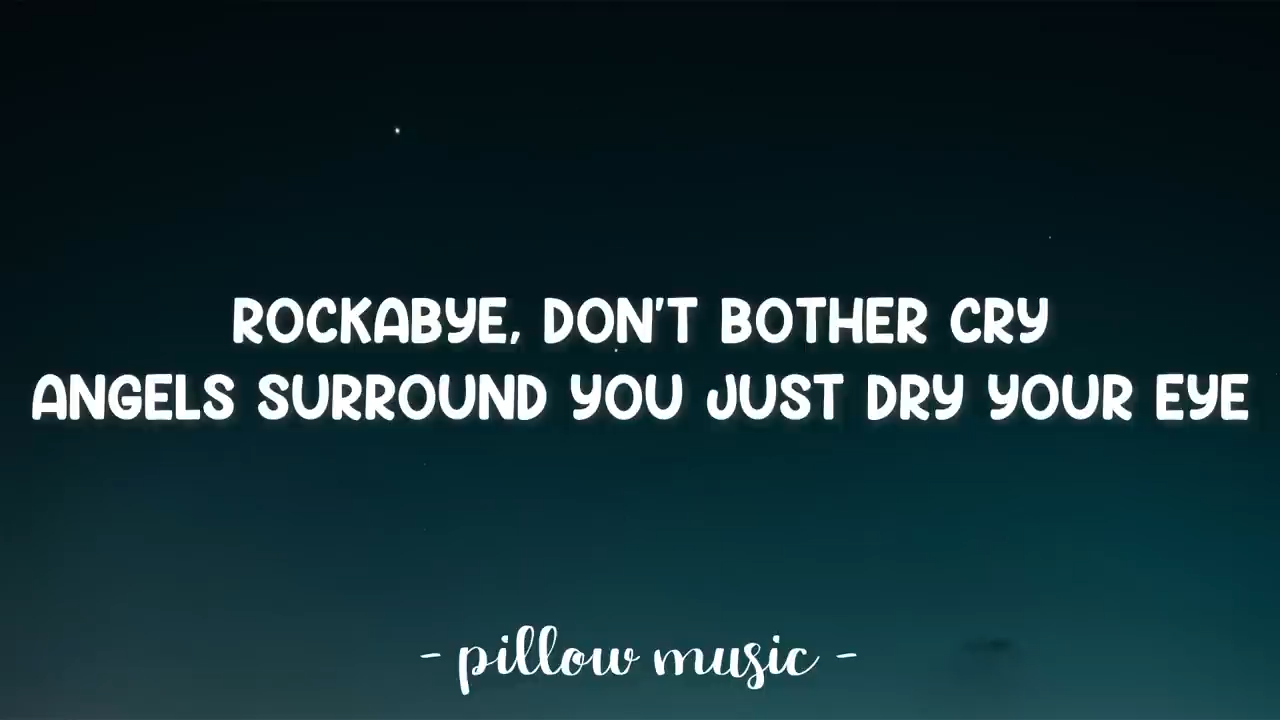 ROCKABYE, DON'T BOTHER CRY
ANGELS SURROUND YOU JUST DRY YOUR EYE
- pillow music -